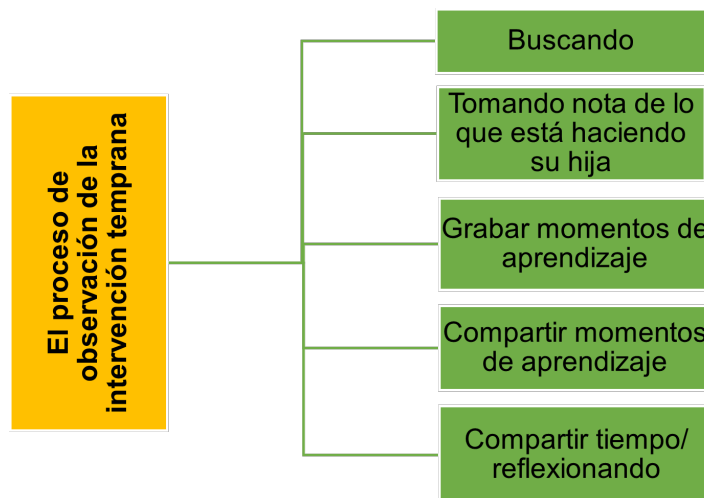 El proceso de
observación de la
intervención temprana
Buscando
Tomando nota de lo
que está haciendo
su hija
Grabar momentos de
aprendizaje
Compartir momentos
de aprendizaje
Compartir tiempo/
reflexionando